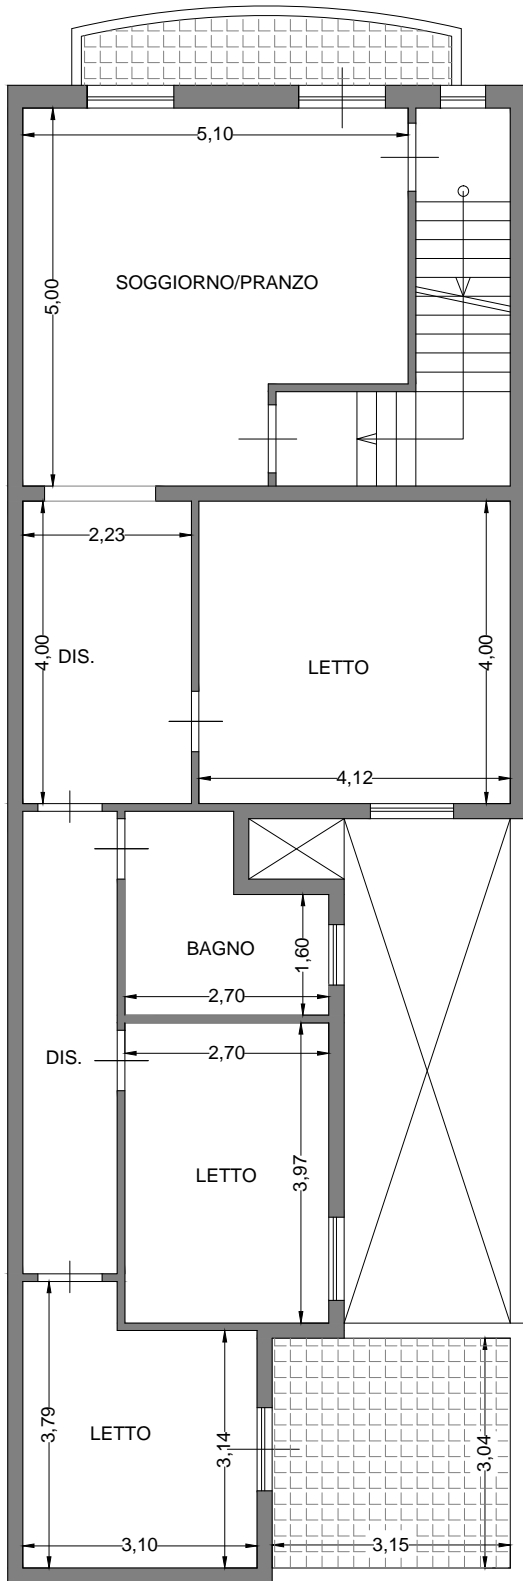 5,10
SOGGIORNO/PRANZO
5,00
2,23
4,00
DIS.
LETTO
4,00
4,12
BAGNO
1,60
2,70
2,70
DIS.
LETTO
3,97
3,79
LETTO
3,14
3,04
3,10
3,15